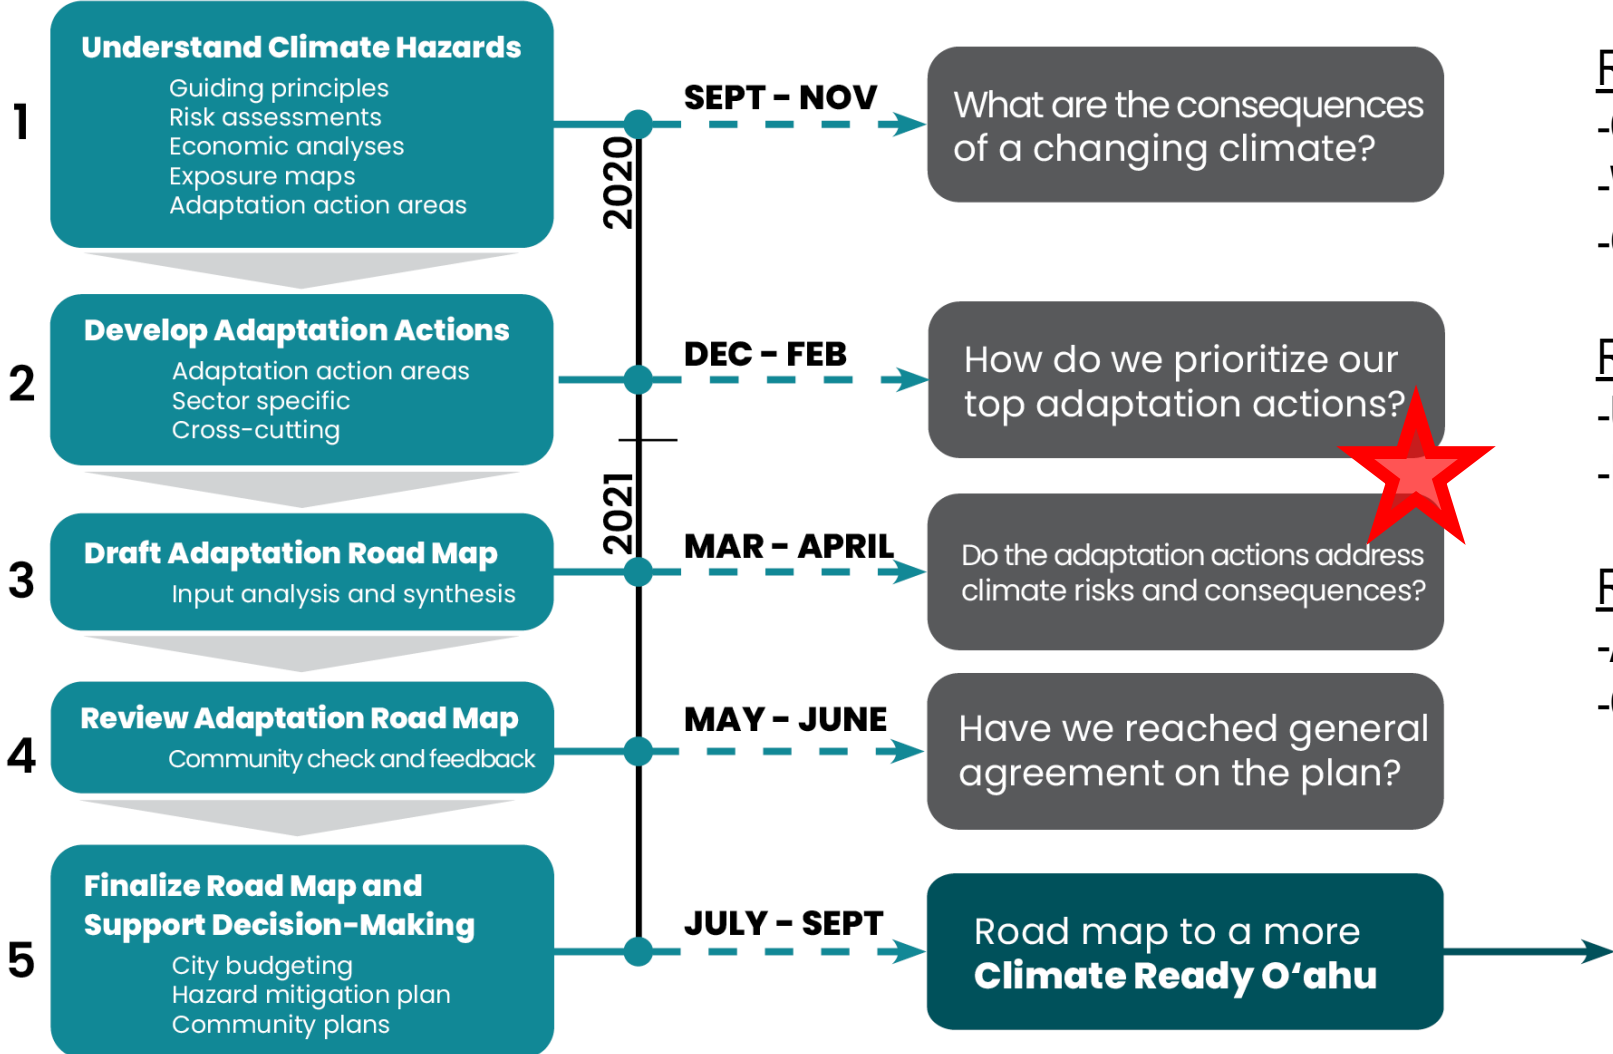 1
Understand Climate Hazards
Guiding principles
Risk assessments
Economic analyses
Exposure maps
Adaptation action areas
SEPT - NOV
What are the consequences
of a changing climate?
2020
2
Develop Adaptation Actions
Adaptation action areas
Sector specific
Cross-cutting
DEC - FEB
How do we prioritize our
top adaptation actions?
2021
3
Draft Adaptation Road Map
Input analysis and synthesis
MAR - APRIL
Do the adaptation actions address
climate risks and consequences?
4
Review Adaptation Road Map
Community check and feedback
MAY - JUNE
Have we reached general
agreement on the plan?
5
Finalize Road Map and
Support Decision-Making
City budgeting
Hazard mitigation plan
Community plans
JULY - SEPT
Road map to a more
Climate Ready Oʻahu